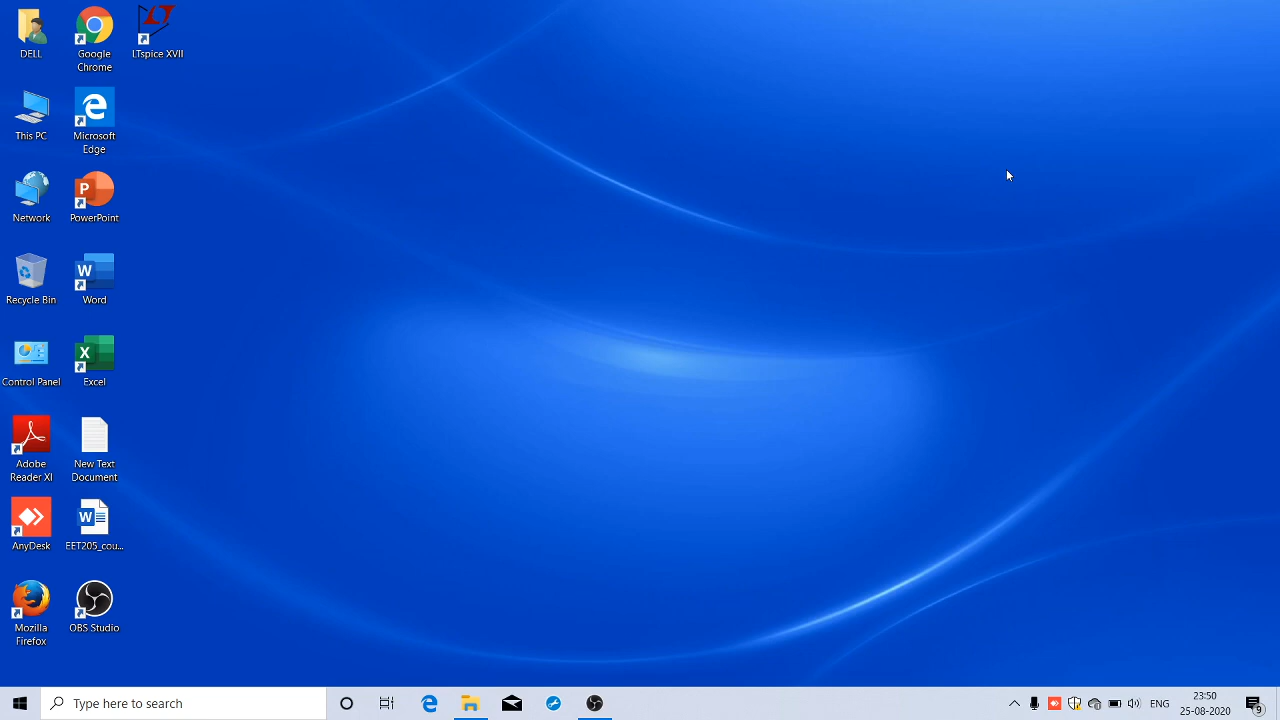 DELL
Google
Chrome
LTspice XVII
This PC
Microsoft
Edge
Network
PowerPoint
Recycle Bin
Word
Control Panel
Excel
Adobe
Reader XI
New Text
Document
AnyDesk
EET205_cou...
Mozilla
Firefox
OBS Studio
Type here to search
ENG
23:50
25-08-2020
9